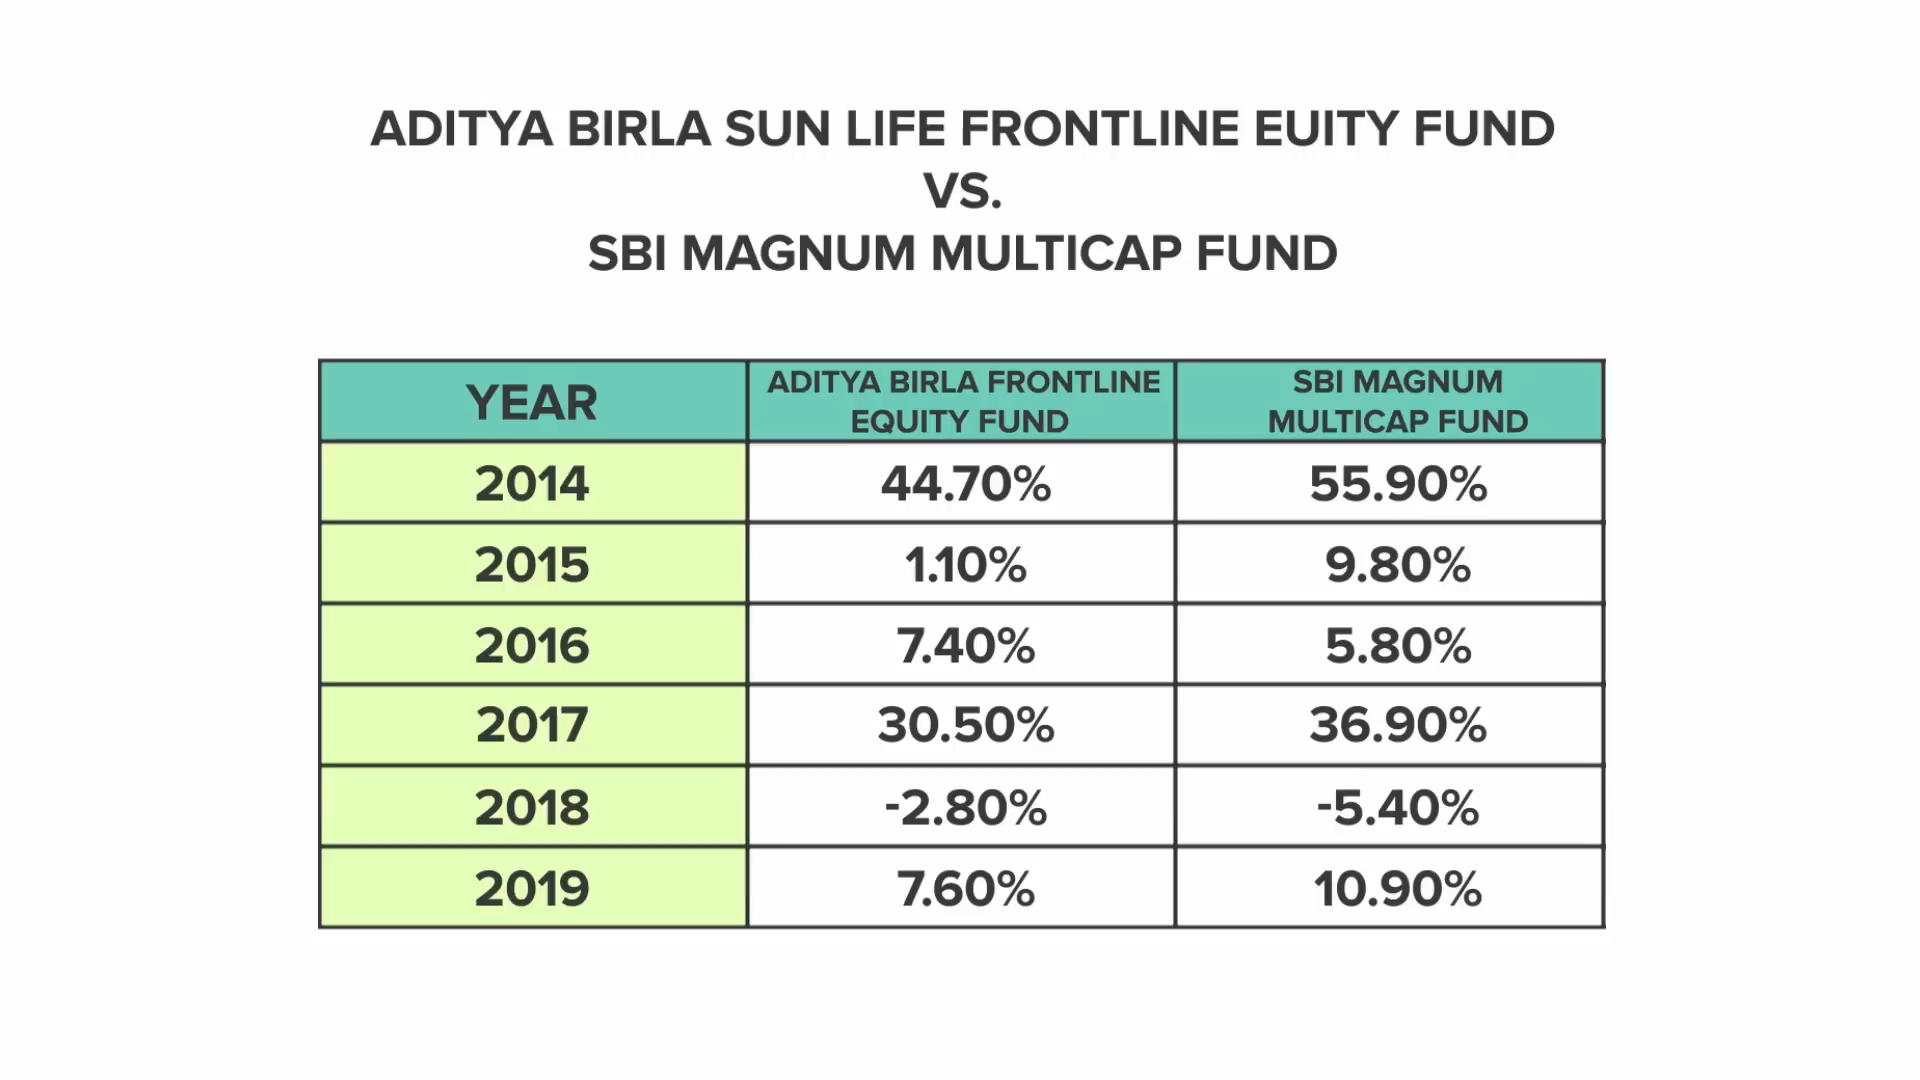 ADITYA BIRLA SUN LIFE FRONTLINE EUITY FUND
VS.
SBI MAGNUM MULTICAP FUND
YEAR ADITYA BIRLA FRONTLINE EQUITY FUND SBI MAGNUM MULTICAP FUND
2014 44.70% 55.90%
2015 1.10% 9.80%
2016 7.40% 5.80%
2017 30.50% 36.90%
2018 -2.80% -5.40%
2019 7.60% 10.90%